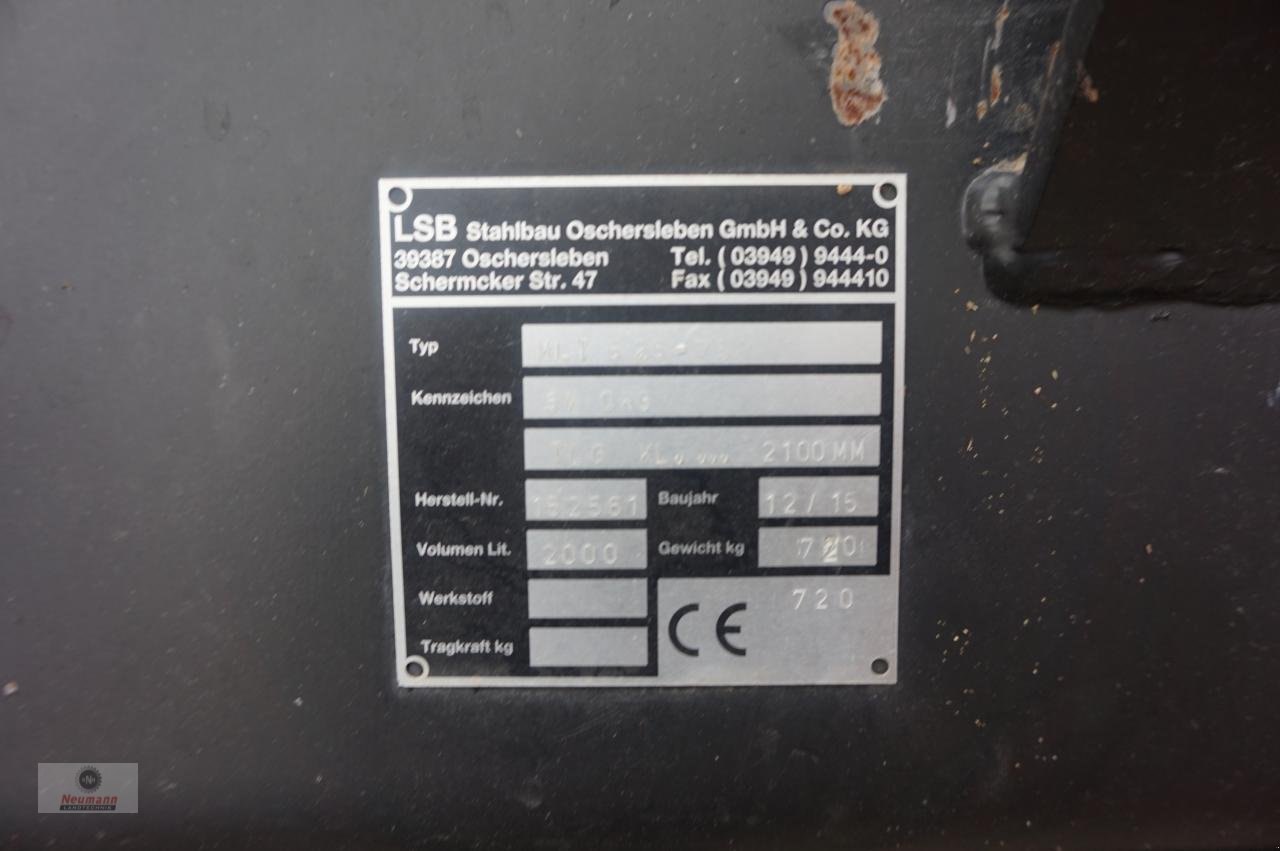 LSB Stahlbau Oschersleben GmbH & Co. KG
39387 Oschersleben Tel. ( 03949 ) 9444-0
Schermcker Str. 47 Fax ( 03949 ) 944410
Typ
Kennzeichen
2100 MM
Herstell-Nr. 152561 Baujahr 12/15
Volumen Lit. 2000 Gewicht kg 720
Werkstoff 720
Tragkraft kg CE
Neumann
LANDTECHNIK